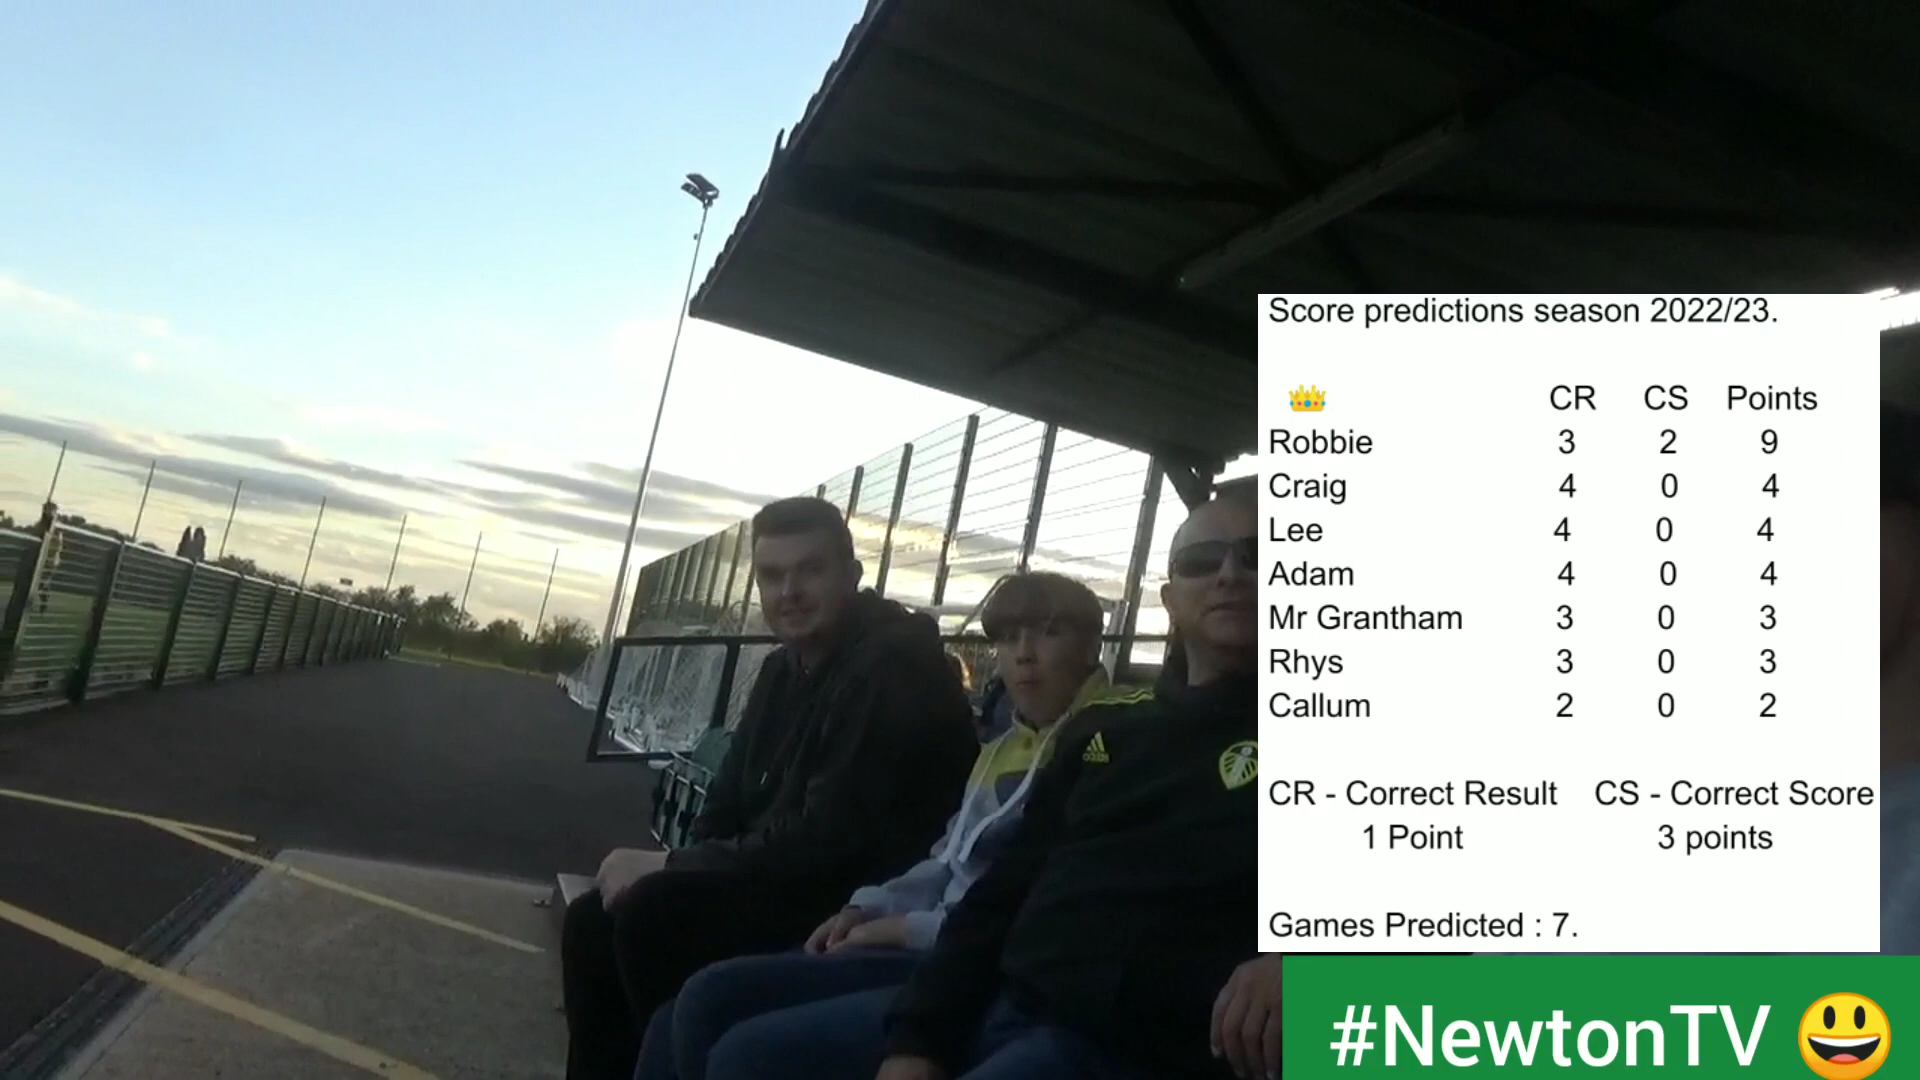 Score predictions season 2022/23.
CR CS Points
Robbie 3 2 9
Craig 4 0 4
Lee 4 0 4
Adam 4 0 4
Mr Grantham 3 0 3
Rhys 3 0 3
Callum 2 0 2
CR - Correct Result CS - Correct Score
1 Point 3 points
Games Predicted : 7.
#NewtonTV
adidas